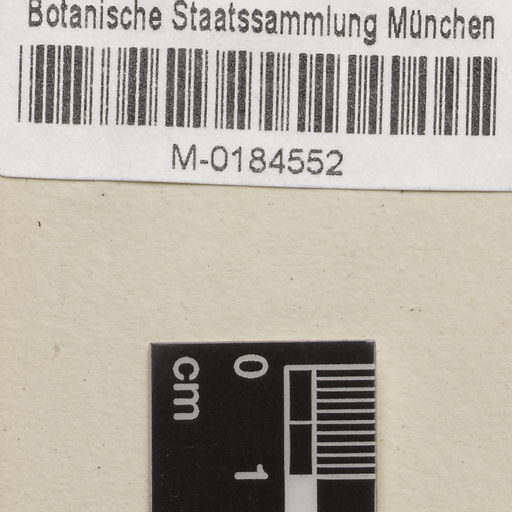 Botanische Staatssammlung München
M-0184552
cm
0
1